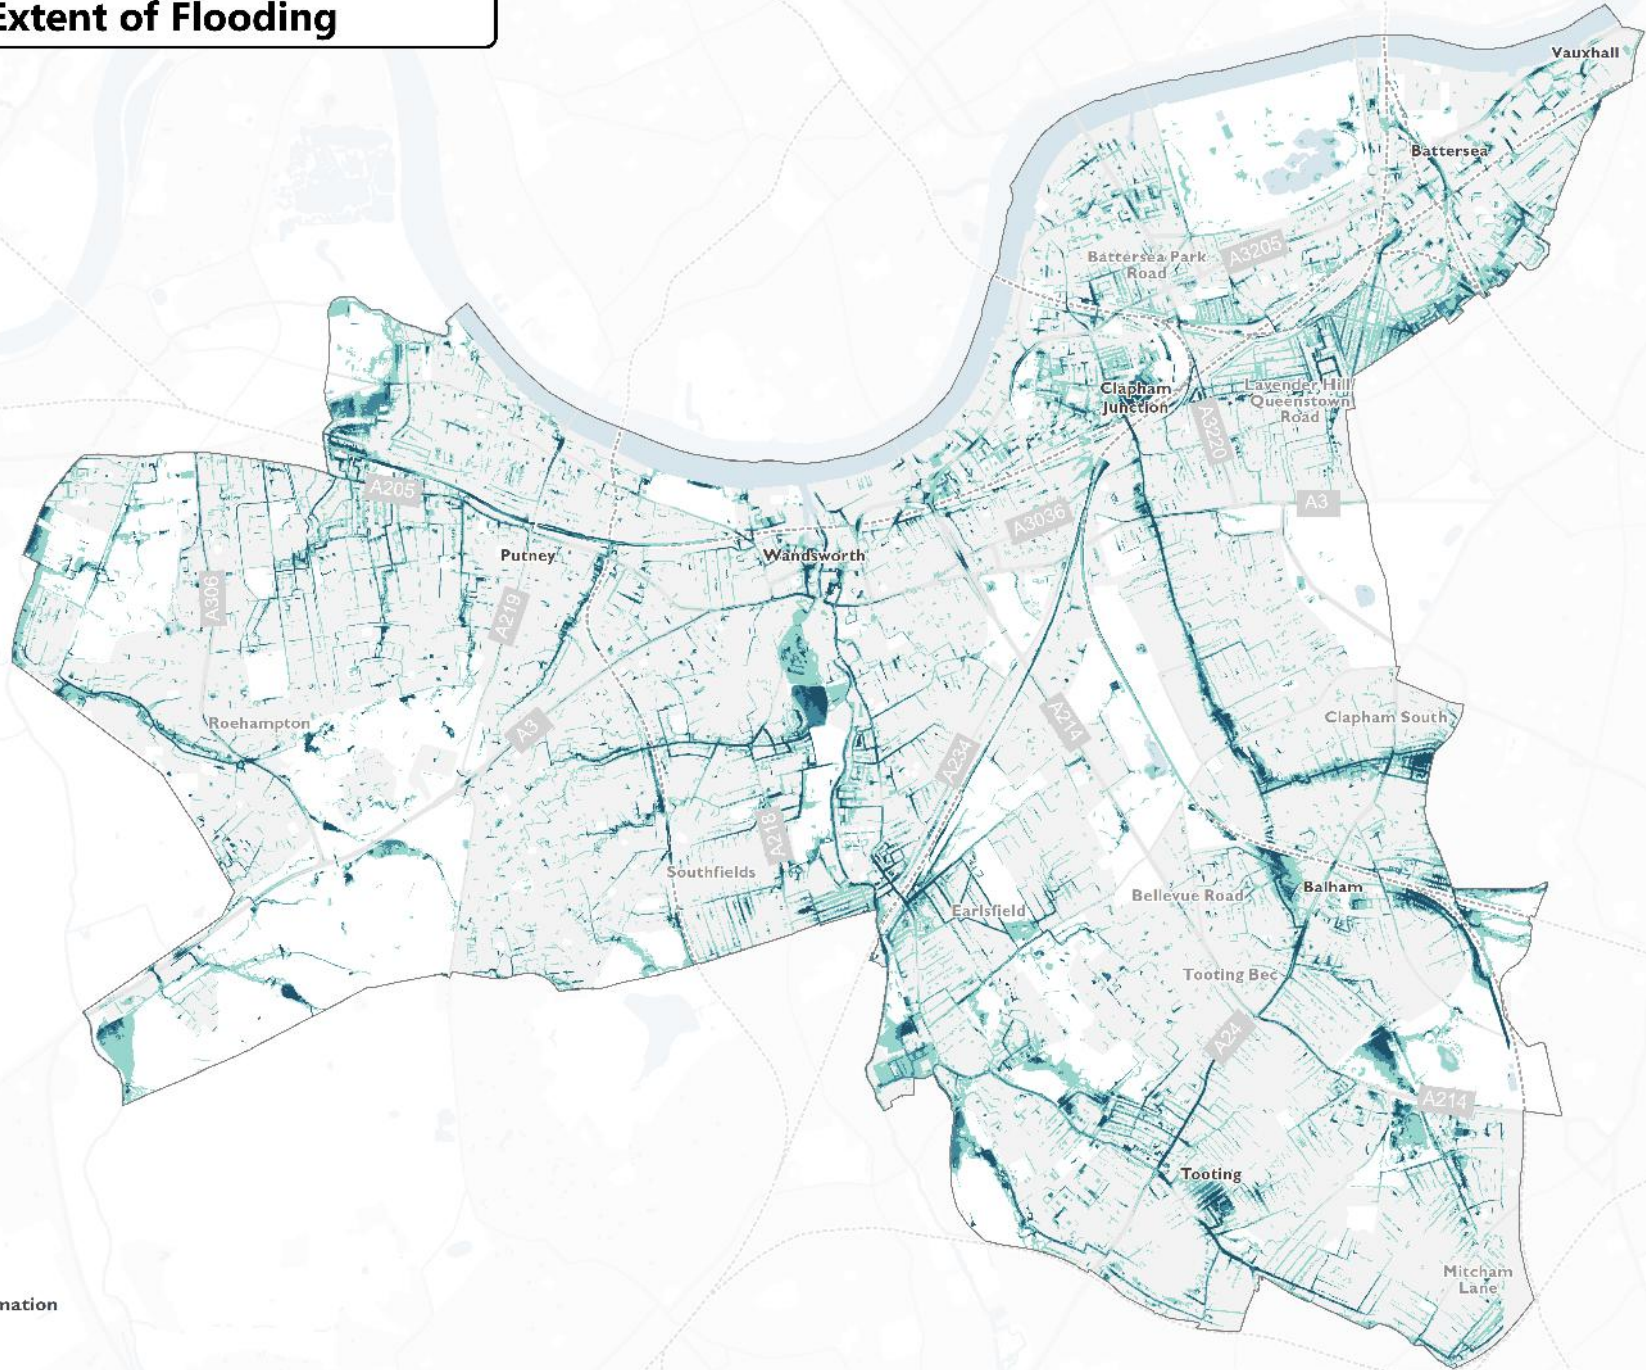 Extent of Flooding
Vauxhall
Battersea
Battersea Park
Road
A3205
Clapham
Junction
Lavender Hill/
Queenstown
Road
A3220
A205
A3036
A3
Putney
Wandsworth
A306
A219
Roehampton
A3
A214
Clapham South
A234
A218
Southfields
Earlsfield
Bellevue Road
Balham
Tooting Bec
A24
A214
Tooting
Mitcham
Lane
mation